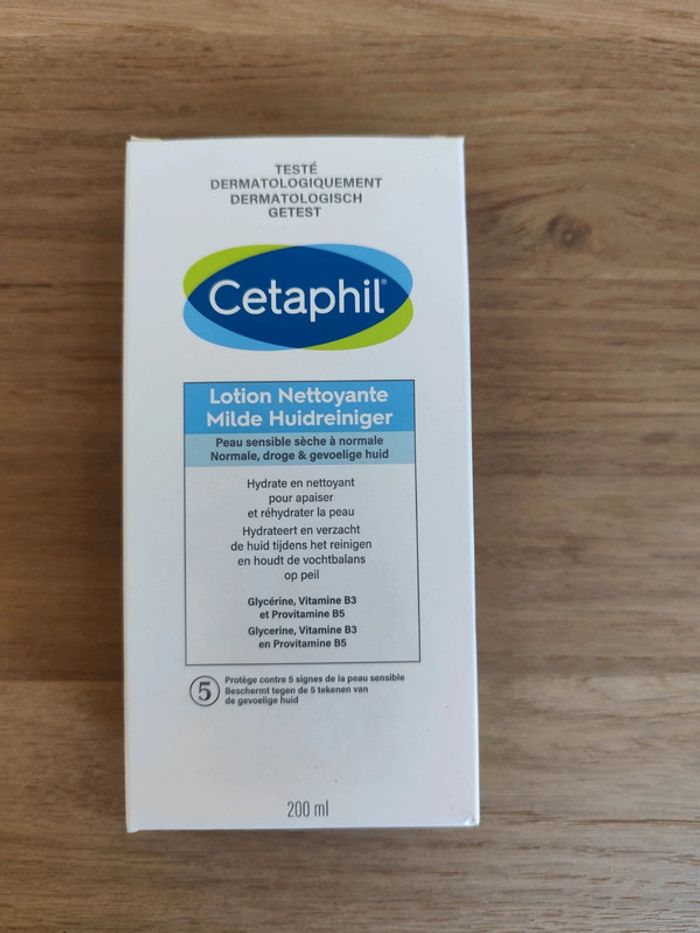 TESTÉ
DERMATOLOGIQUEMENT
DERMATOLOGISCH
GETEST
Cetaphil®
Lotion Nettoyante
Milde Huidreiniger
Peau sensible sèche à normale
Normale, droge & gevoelige huid
Hydrate en nettoyant
pour apaiser
et réhydrater la peau
Hydrateert en verzacht
de huid tijdens het reinigen
en houdt de vochtbalans
op peil
Glycérine, Vitamine B3
et Provitamine B5
Glycerine, Vitamine B3
en Provitamine B5
5
Protège contre 5 signes de la peau sensible
Beschermt tegen de 5 tekenen van
de gevoelige huid
200 ml